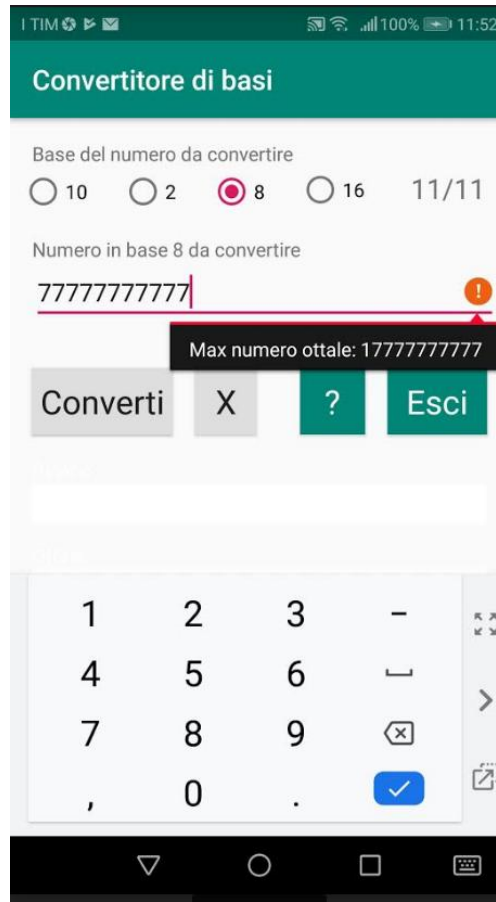 I TIM 100% 11:52
Convertitore di basi
Base del numero da convertire
10 2 8 16 11/11
Numero in base 8 da convertire
77777777777
!
Max numero ottale: 17777777777
Converti X ? Esci
1 2 3 -
4 5 6
7 8 9
, 0 .